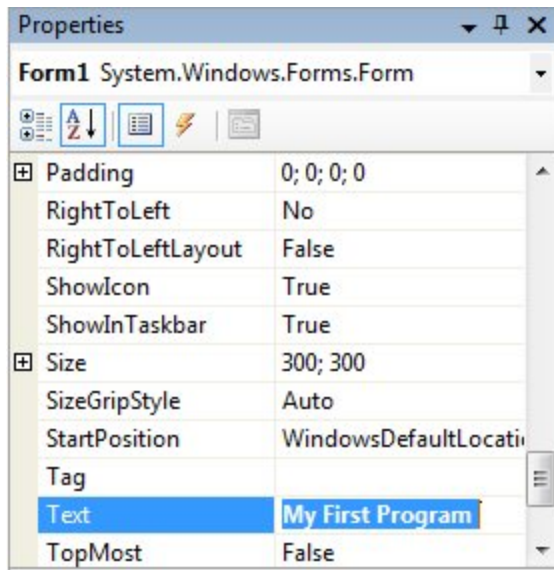 Properties
Form1 System.Windows.Forms.Form
A Z
Padding 0; 0; 0; 0
RightToLeft No
RightToLeftLayout False
ShowIcon True
ShowInTaskbar True
Size 300; 300
SizeGripStyle Auto
StartPosition WindowsDefaultLocati
Tag
Text My First Program
TopMost False